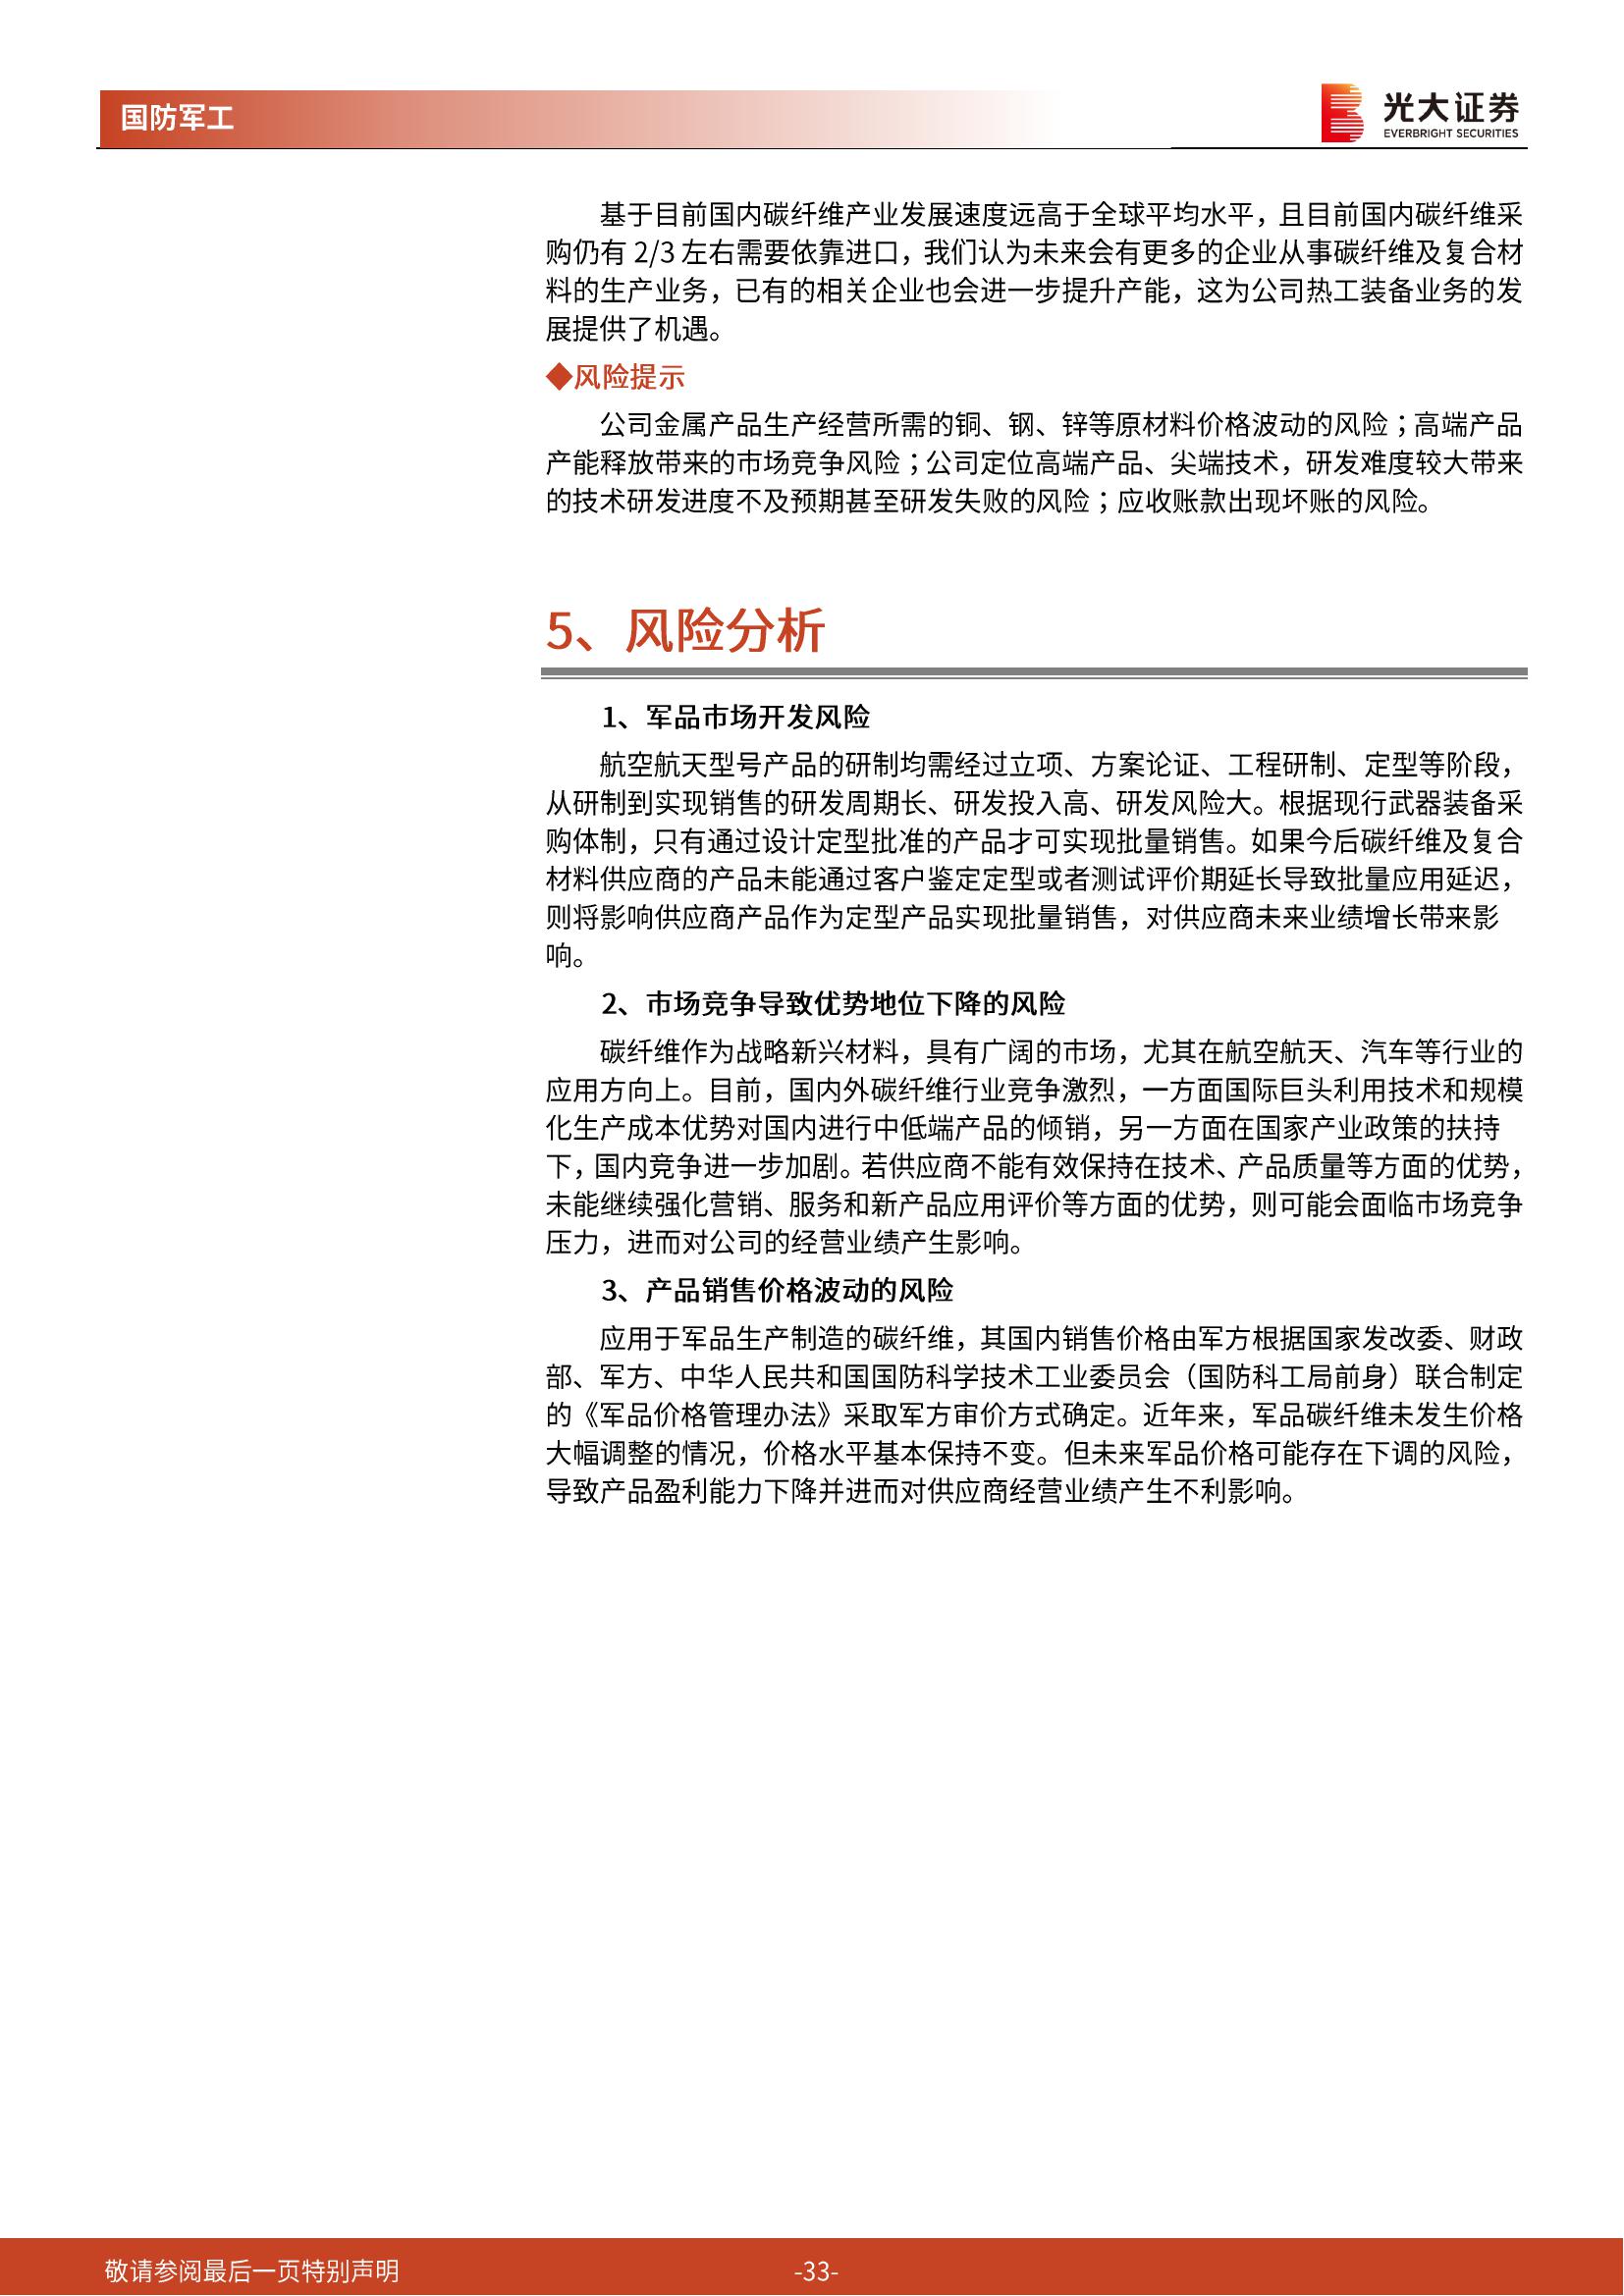 国防军工
光大证券
EVERBRIGHT SECURITIES
基于目前国内碳纤维产业发展速度远高于全球平均水平，且目前国内碳纤维采
购仍有 2/3 左右需要依靠进口，我们认为未来会有更多的企业从事碳纤维及复合材
料的生产业务，已有的相关企业也会进一步提升产能，这为公司热工装备业务的发
展提供了机遇。
◆风险提示
公司金属产品生产经营所需的铜、钢、锌等原材料价格波动的风险；高端产品
产能释放带来的市场竞争风险；公司定位高端产品、尖端技术，研发难度较大带来
的技术研发进度不及预期甚至研发失败的风险；应收账款出现坏账的风险。
5、风险分析
1、军品市场开发风险
航空航天型号产品的研制均需经过立项、方案论证、工程研制、定型等阶段，
从研制到实现销售的研发周期长、研发投入高、研发风险大。根据现行武器装备采
购体制，只有通过设计定型批准的产品才可实现批量销售。如果今后碳纤维及复合
材料供应商的产品未能通过客户鉴定定型或者测试评价期延长导致批量应用延迟，
则将影响供应商产品作为定型产品实现批量销售，对供应商未来业绩增长带来影
响。
2、市场竞争导致优势地位下降的风险
碳纤维作为战略新兴材料，具有广阔的市场，尤其在航空航天、汽车等行业的
应用方向上。目前，国内外碳纤维行业竞争激烈，一方面国际巨头利用技术和规模
化生产成本优势对国内进行中低端产品的倾销，另一方面在国家产业政策的扶持
下，国内竞争进一步加剧。若供应商不能有效保持在技术、产品质量等方面的优势，
未能继续强化营销、服务和新产品应用评价等方面的优势，则可能会面临市场竞争
压力，进而对公司的经营业绩产生影响。
3、产品销售价格波动的风险
应用于军品生产制造的碳纤维，其国内销售价格由军方根据国家发改委、财政
部、军方、中华人民共和国国防科学技术工业委员会（国防科工局前身）联合制定
的《军品价格管理办法》采取军方审价方式确定。近年来，军品碳纤维未发生价格
大幅调整的情况，价格水平基本保持不变。但未来军品价格可能存在下调的风险，
导致产品盈利能力下降并进而对供应商经营业绩产生不利影响。
敬请参阅最后一页特别声明
-33-